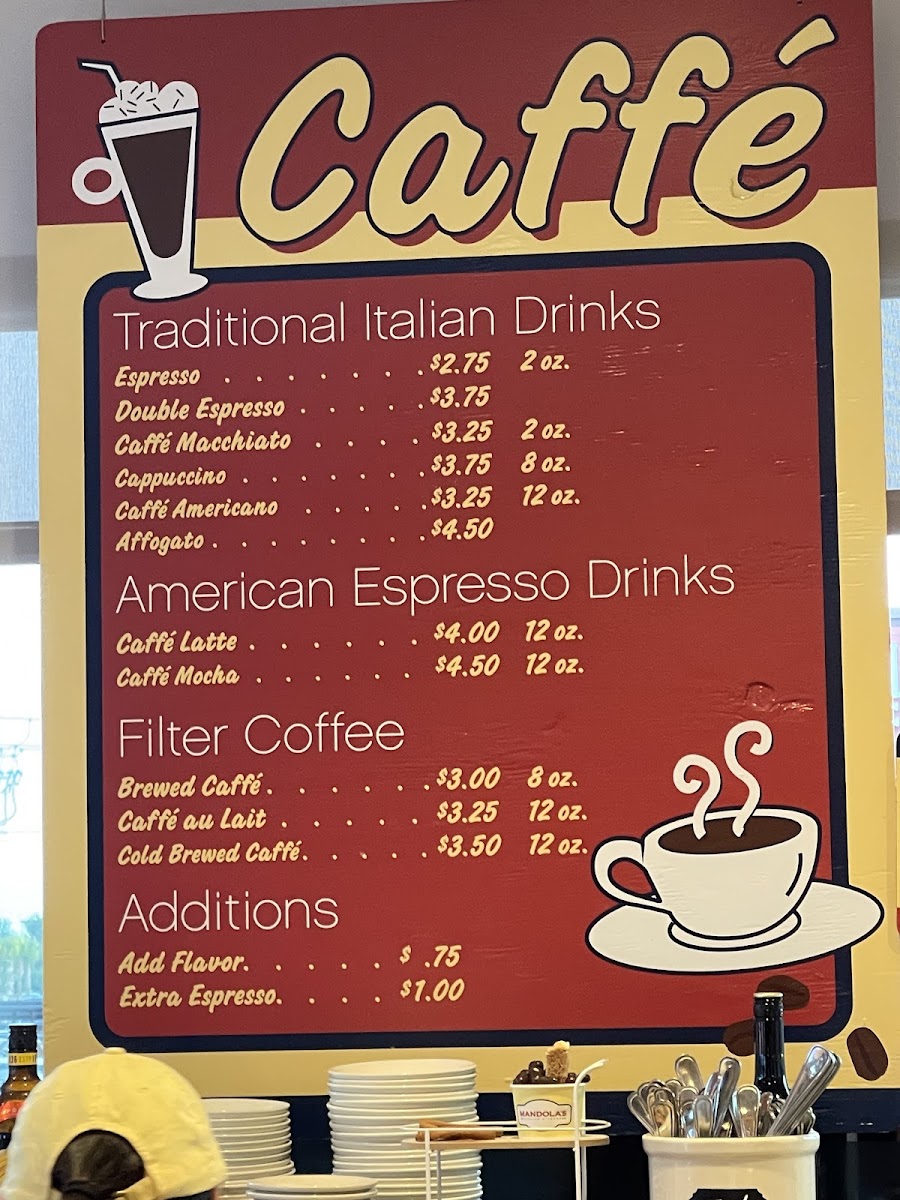 Caffé
Traditional Italian Drinks
Espresso . . . . . . . $2.75 2 oz.
Double Espresso . . . . . $3.75
Caffé Macchiato . . . . $3.25 2 oz.
Cappuccino . . . . . . . $3.75 8 oz.
Caffé Americano . . . . . $3.25 12 oz.
Affogato . . . . . . . . $4.50
American Espresso Drinks
Caffé Latte . . . . . . $4.00 12 oz.
Caffé Mocha . . . . . . $4.50 12 oz.
Filter Coffee
Brewed Caffé . . . . . . $3.00 8 oz.
Caffé au Lait . . . . . $3.25 12 oz.
Cold Brewed Caffé . . . . . $3.50 12 oz.
Additions
Add Flavor . . . . . $ .75
Extra Espresso . . . . $1.00
MANDOLA'S